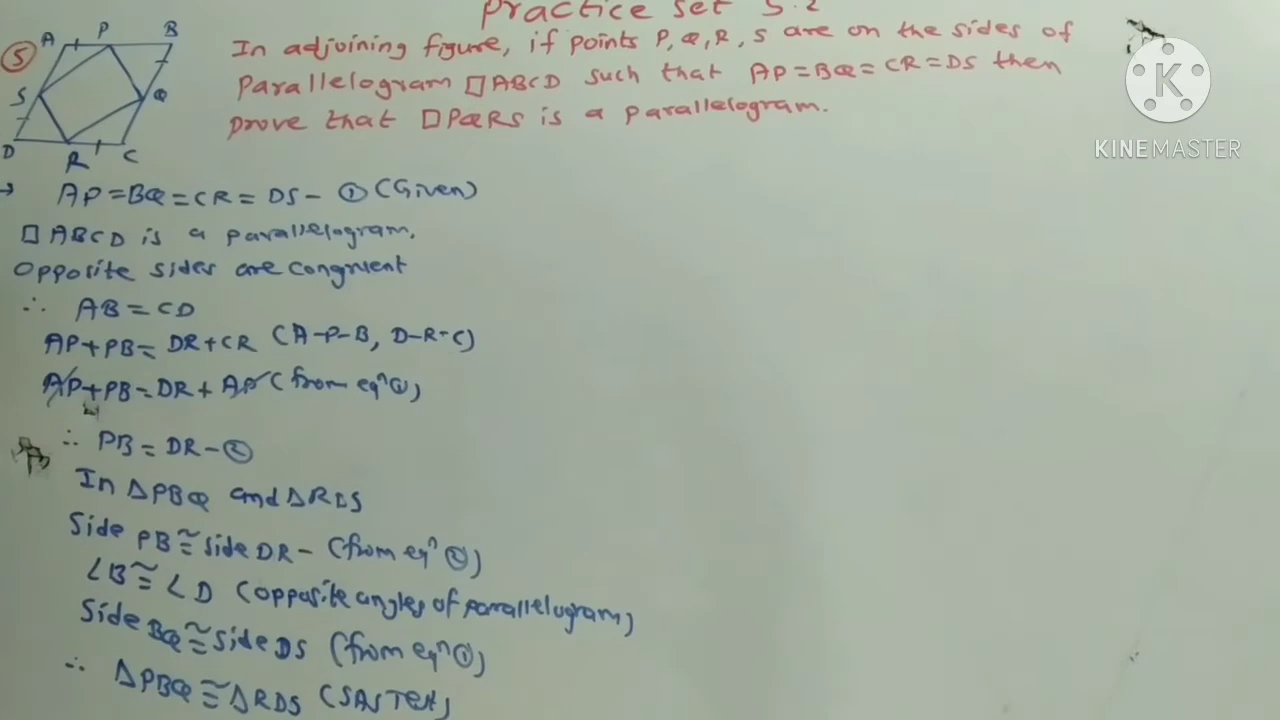 Practice set 5.2
5 In adjoining figure, if points P, Q, R, S are on the sides of
Parallelogram □ABCD such that AP=BQ=CR=DS then
prove that □PQRS is a parallelogram.
A P B
S Q
D R C
K
KINEMASTER
→ AP=BQ=CR=DS- ① (Given)
□ABCD is a parallelogram.
Opposite sides are congruent
∴ AB=CD
AP+PB=DR+CR (A-P-B, D-R-C)
AP+PB=DR+AP (from eqⁿ ①)
∴ PB=DR-②
In ΔPBQ and ΔRDS
Side PB≅side DR- (from eqⁿ ②)
∠B≅∠D (opposite angles of parallelogram)
Side BQ≅side DS (from eqⁿ ①)
∴ ΔPBQ≅ΔRDS (SAS Test)